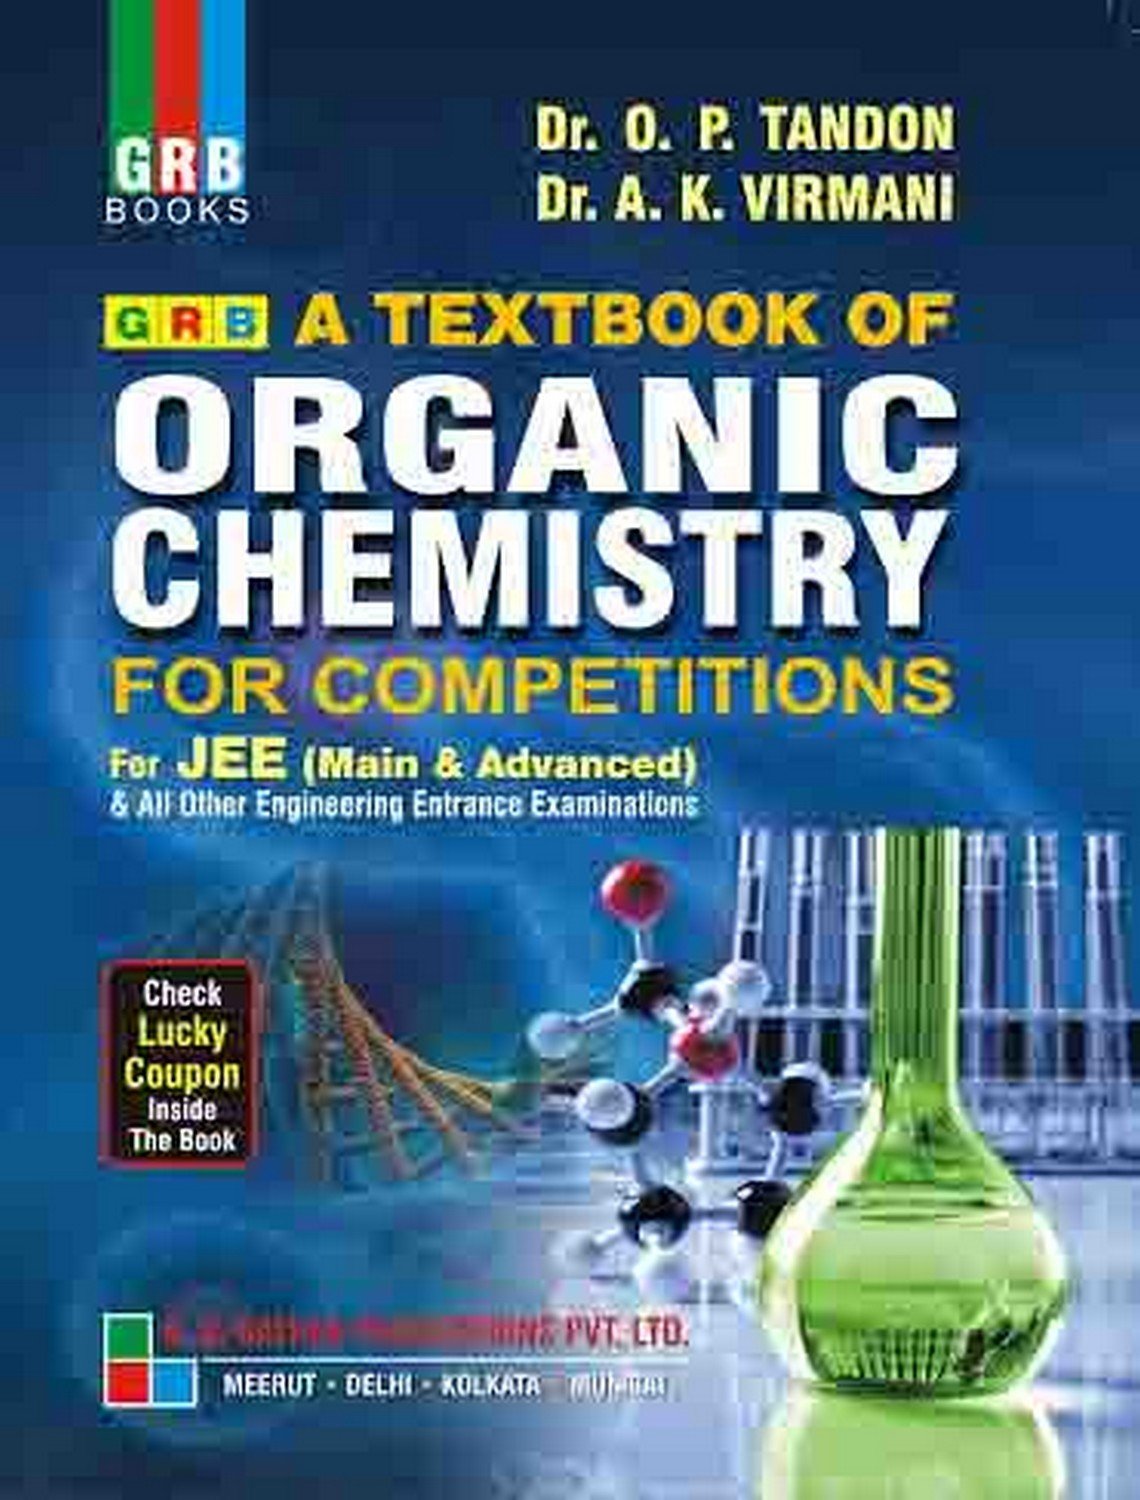 GRB
BOOKS
Dr. O. P. TANDON
Dr. A. K. VIRMANI
GRB A TEXTBOOK OF
ORGANIC
CHEMISTRY
FOR COMPETITIONS
For JEE (Main & Advanced)
& All Other Engineering Entrance Examinations
Check
Lucky
Coupon
Inside
The Book
PVT. LTD.
MEERUT • DELHI • KOLKATA MUMBAI